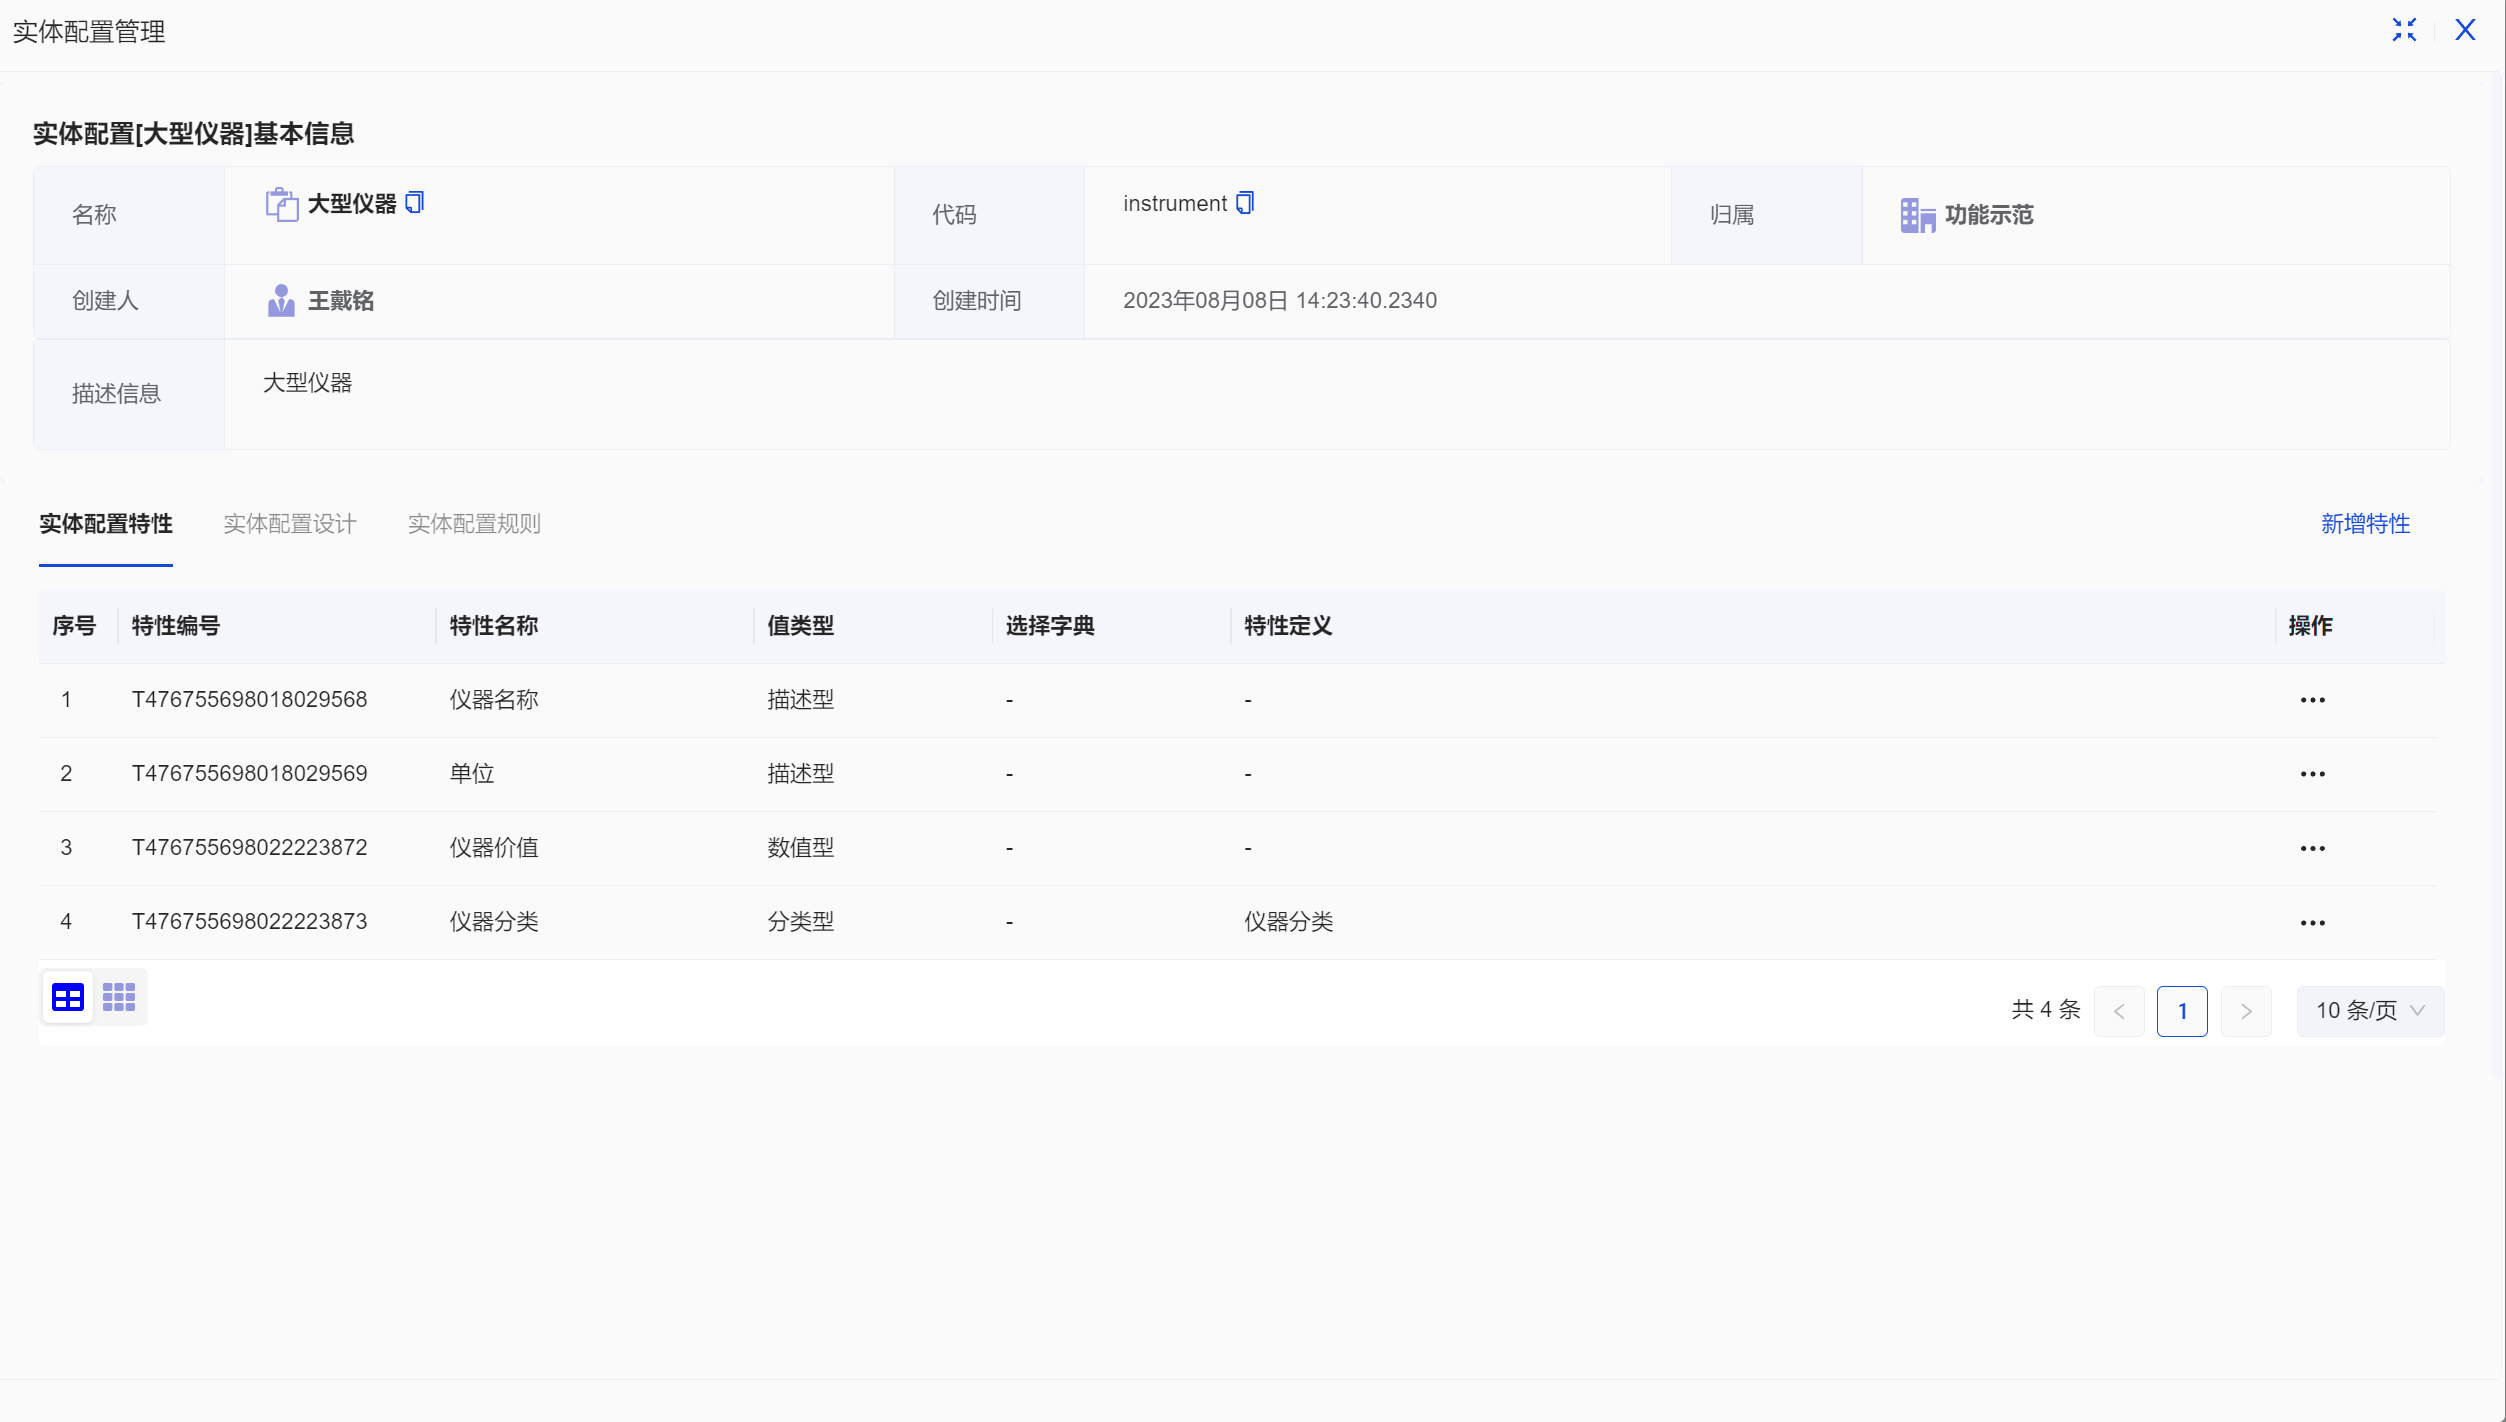 实体配置管理
实体配置[大型仪器]基本信息
名称 大型仪器 代码 instrument 归属 功能示范
创建人 王戴铭 创建时间 2023年08月08日 14:23:40.2340
描述信息 大型仪器
实体配置特性 实体配置设计 实体配置规则 新增特性
序号 特性编号 特性名称 值类型 选择字典 特性定义 操作
1 T476755698018029568 仪器名称 描述型 - - •••
2 T476755698018029569 单位 描述型 - - •••
3 T476755698022223872 仪器价值 数值型 - - •••
4 T476755698022223873 仪器分类 分类型 - 仪器分类 •••
共 4 条 < 1 > 10 条/页